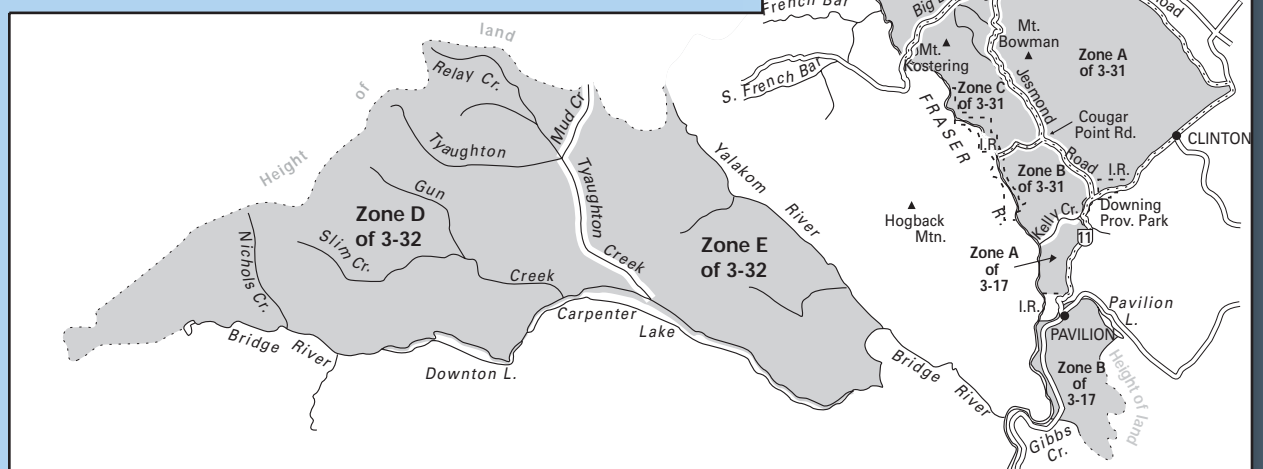 French Bar
Big
Road
land
Mt.
Bowman
Mt.
Kostering
Zone A
of 3-31
Relay Cr.
S. French Bar
Zone C
of 3-31
Jesmond
of
Mud Cr
FRASER
Cougar
Point Rd.
CLINTON
I.R.
Tyaughton
Road
Height
Yalakom
Tyaughton
Zone B
of 3-31
I.R.
Gun
Zone D
of 3-32
River
Hogback
Mtn.
R.
Kelly Cr.
Downing
Prov. Park
Nichols Cr.
Slim Cr.
Zone E
of 3-32
11
Creek
Zone A
of
3-17
Creek
Carpenter
Lake
I.R.
Pavilion
L.
PAVILION
Bridge River
Downton L.
Bridge River
Zone B
of
3-17
Height of land
Gibbs
Cr.